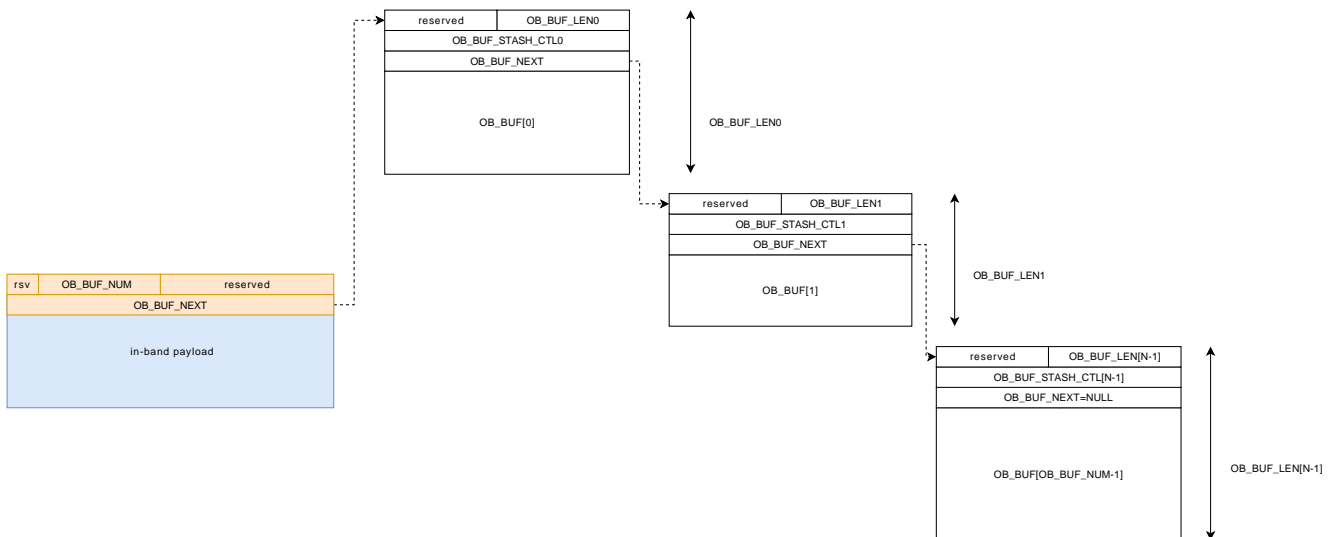 reserved OB_BUF_LEN0
OB_BUF_STASH_CTL0
OB_BUF_NEXT
OB_BUF[0]
OB_BUF_LEN0
reserved OB_BUF_LEN1
OB_BUF_STASH_CTL1
OB_BUF_NEXT
OB_BUF[1]
OB_BUF_LEN1
rsv OB_BUF_NUM reserved
OB_BUF_NEXT
in-band payload
reserved OB_BUF_LEN[N-1]
OB_BUF_STASH_CTL[N-1]
OB_BUF_NEXT=NULL
OB_BUF[OB_BUF_NUM-1]
OB_BUF_LEN[N-1]